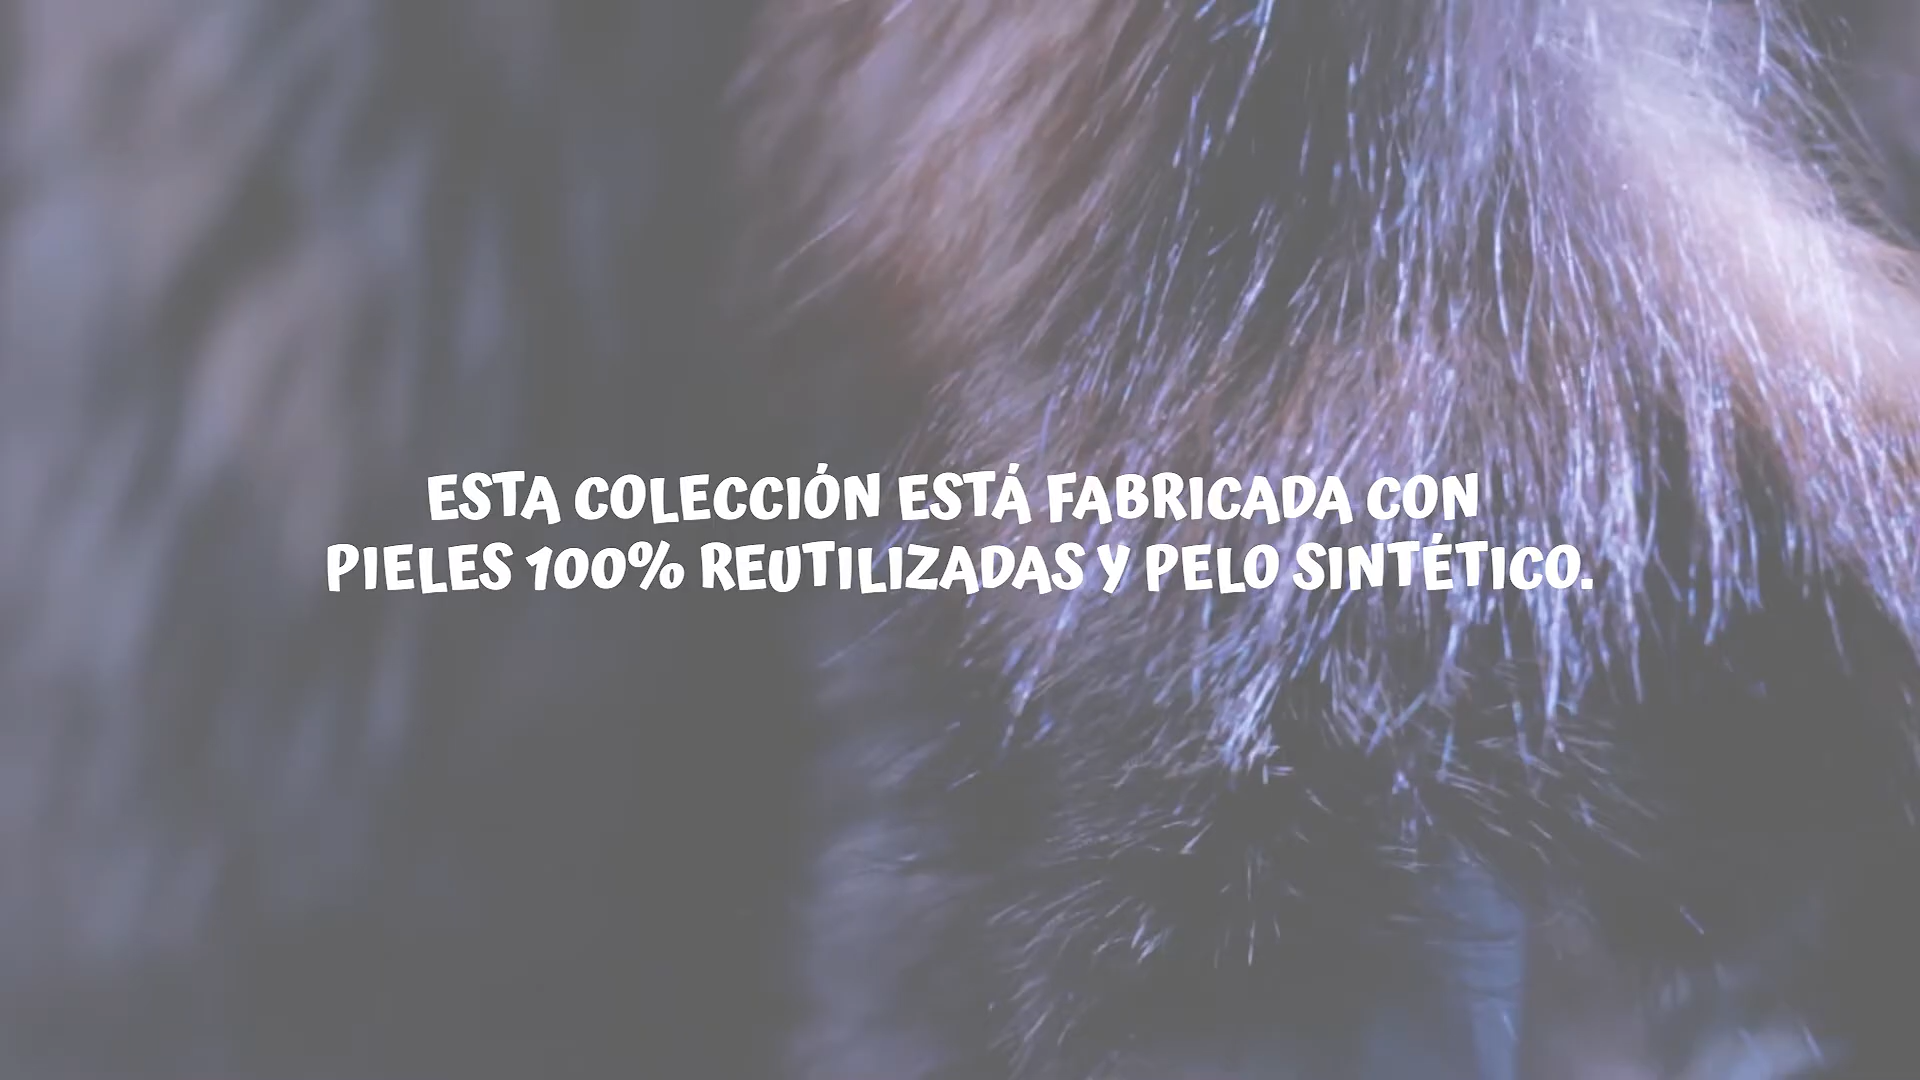 ESTA COLECCIÓN ESTÁ FABRICADA CON
PIELES 100% REUTILIZADAS Y PELO SINTÉTICO.